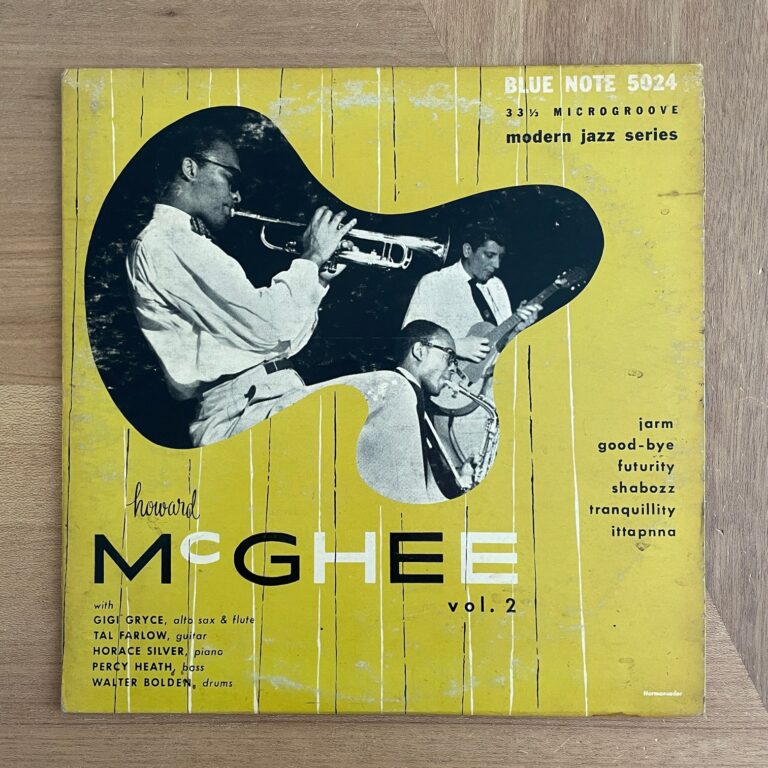 BLUE NOTE 5024
33⅓ MICROGROOVE
modern jazz series
jarm
good-bye
futurity
shabozz
tranquillity
ittapnna
howard
McGHEE
vol. 2
with
GIGI GRYCE, alto sax & flute
TAL FARLOW, guitar
HORACE SILVER, piano
PERCY HEATH, bass
WALTER BOLDEN, drums